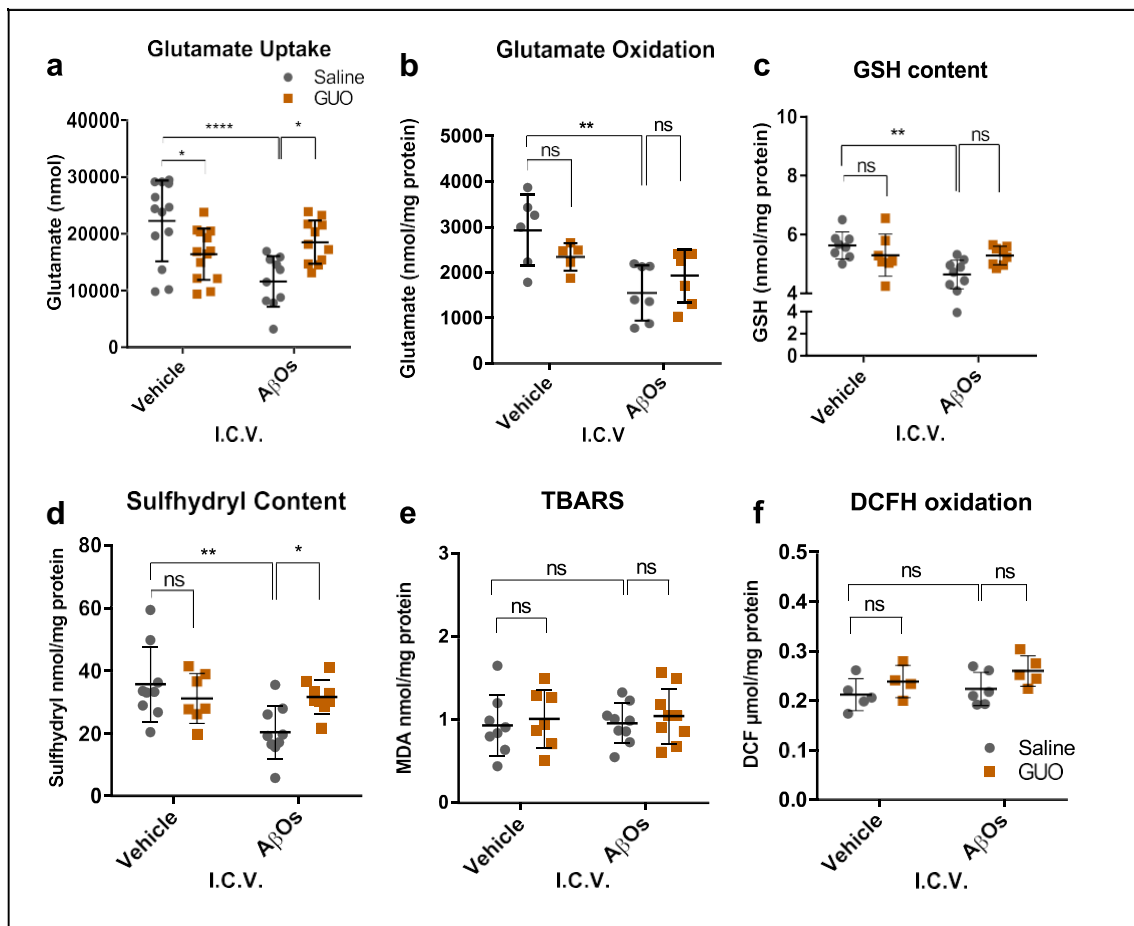 a
Glutamate Uptake
Saline
GUO
Glutamate (nmol)
40000
30000
20000
10000
0
****
*
*
Vehicle
AβOs
I.C.V.
b
Glutamate Oxidation
Glutamate (nmol/mg protein)
5000
4000
3000
2000
1000
0
**
ns
ns
Vehicle
AβOs
I.C.V
c
GSH content
GSH (nmol/mg protein)
10
8
6
4
4
2
0
**
ns
ns
Vehicle
AβOs
I.C.V.
d
Sulfhydryl Content
Sulfhydryl nmol/mg protein
80
60
40
20
0
**
*
ns
Vehicle
AβOs
I.C.V.
e
TBARS
MDA nmol/mg protein
3
2
1
0
ns
ns
ns
Vehicle
AβOs
I.C.V.
f
DCFH oxidation
DCF µmol/mg protein
0.5
0.4
0.3
0.2
0.1
0.0
ns
ns
ns
Saline
GUO
Vehicle
AβOs
I.C.V.